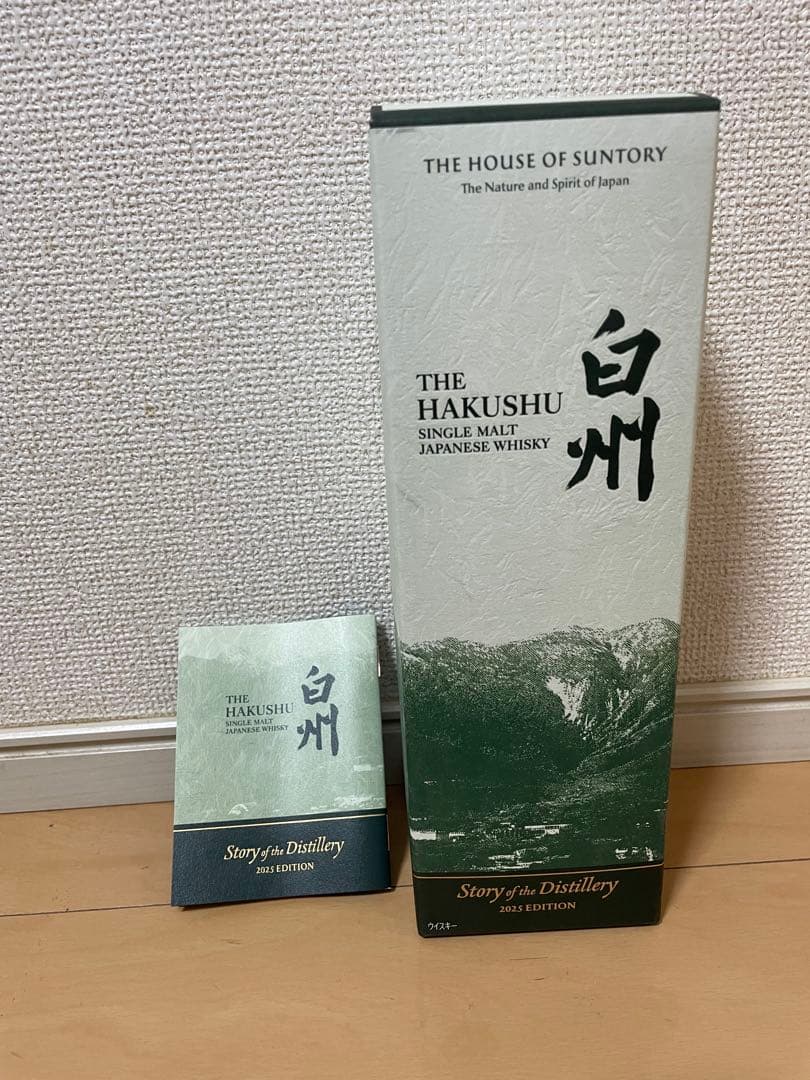 THE HOUSE OF SUNTORY
The Nature and Spirit of Japan
THE
HAKUSHU
SINGLE MALT
JAPANESE WHISKY
白州
Story of the Distillery
2025 EDITION
ウイスキー
THE
HAKUSHU
SINGLE MALT
JAPANESE WHISKY
白州
Story of the Distillery
2025 EDITION